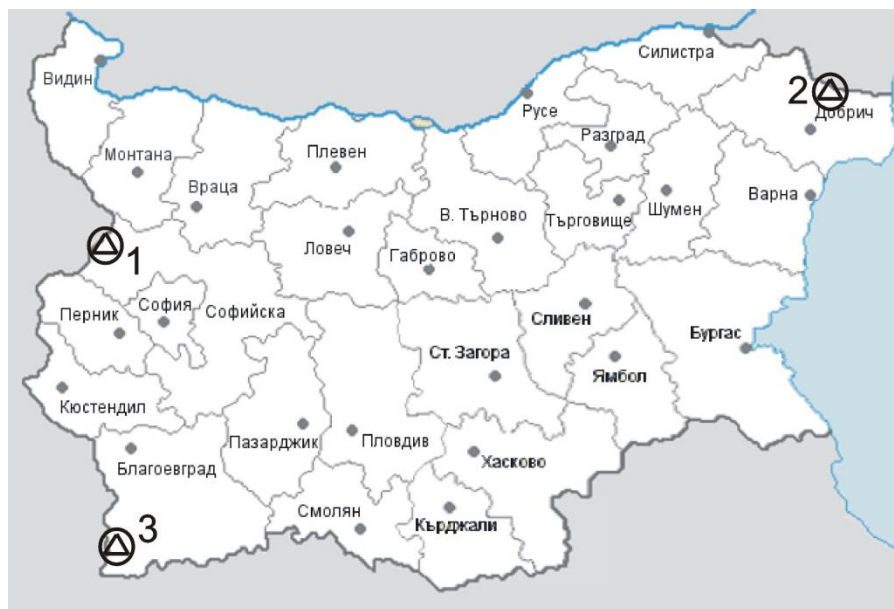 Силистра
Видин
2
Русе
Добрич
Разград
Плевен
Монтана
Враца
Варна
Шумен
Търговище
В. Търново
Ловеч
Габрово
1
София
Софийска
Перник
Сливен
Бургас
Ст. Загора
Ямбол
Кюстендил
Пазарджик
Пловдив
Благоевград
Хасково
Смолян
Кърджали
3